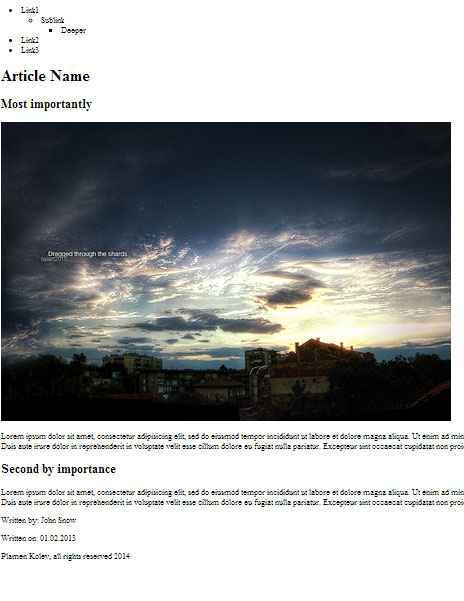 Link1
Sublink
Deeper
Link2
Link3
Article Name
Most importantly
Dragged through the shards
Lorem ipsum dolor sit amet, consectetur adipisicing elit, sed do eiusmod tempor incididunt ut labore et dolore magna aliqua. Ut enim ad min
Duis aute irure dolor in reprehenderit in voluptate velit esse cillum dolore eu fugiat nulla pariatur. Excepteur sint occaecat cupidatat non proi
Second by importance
Lorem ipsum dolor sit amet, consectetur adipisicing elit, sed do eiusmod tempor incididunt ut labore et dolore magna aliqua. Ut enim ad min
Duis aute irure dolor in reprehenderit in voluptate velit esse cillum dolore eu fugiat nulla pariatur. Excepteur sint occaecat cupidatat non proi
Written by: John Snow
Written on: 01.02.2013
Plamen Kolev, all rights reserved 2014